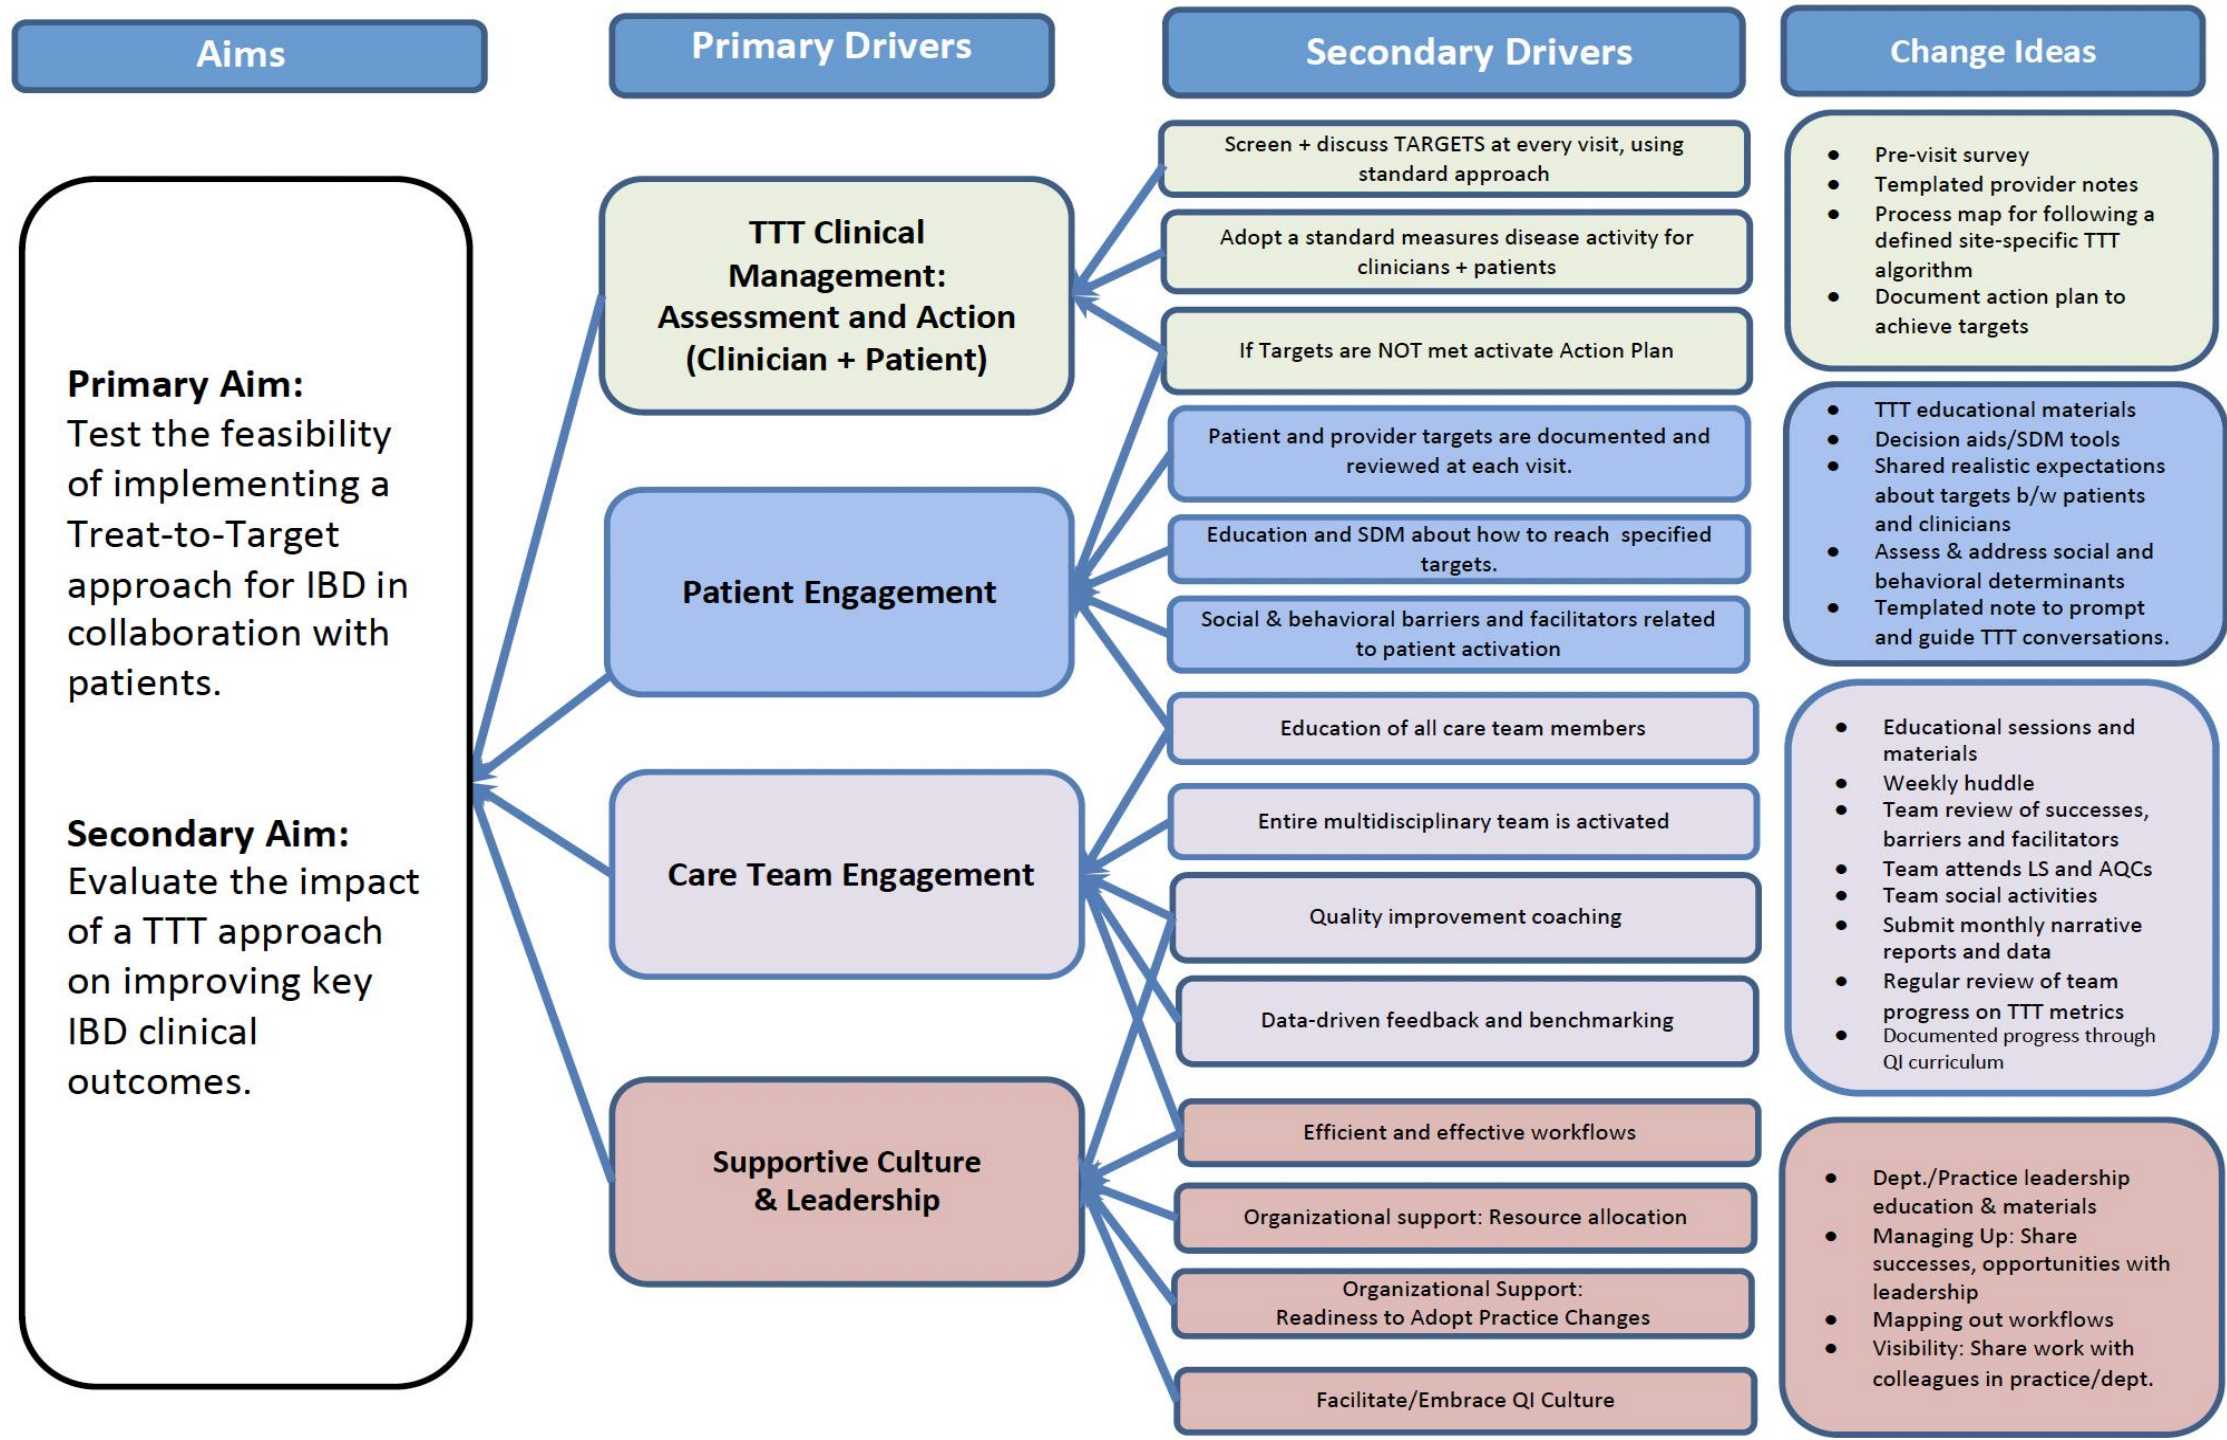 Aims
Primary Drivers
Secondary Drivers
Change Ideas
Primary Aim:
Test the feasibility
of implementing a
Treat-to-Target
approach for IBD in
collaboration with
patients.
Secondary Aim:
Evaluate the impact
of a TTT approach
on improving key
IBD clinical
outcomes.
TTT Clinical
Management:
Assessment and Action
(Clinician + Patient)
Patient Engagement
Care Team Engagement
Supportive Culture
& Leadership
Screen + discuss TARGETS at every visit, using
standard approach
Adopt a standard measures disease activity for
clinicians + patients
If Targets are NOT met activate Action Plan
Patient and provider targets are documented and
reviewed at each visit.
Education and SDM about how to reach specified
targets.
Social & behavioral barriers and facilitators related
to patient activation
Education of all care team members
Entire multidisciplinary team is activated
Quality improvement coaching
Data-driven feedback and benchmarking
Efficient and effective workflows
Organizational support: Resource allocation
Organizational Support:
Readiness to Adopt Practice Changes
Facilitate/Embrace QI Culture
● Pre-visit survey
● Templated provider notes
● Process map for following a
defined site-specific TTT
algorithm
● Document action plan to
achieve targets
● TTT educational materials
● Decision aids/SDM tools
● Shared realistic expectations
about targets b/w patients
and clinicians
● Assess & address social and
behavioral determinants
● Templated note to prompt
and guide TTT conversations.
● Educational sessions and
materials
● Weekly huddle
● Team review of successes,
barriers and facilitators
● Team attends LS and AQCs
● Team social activities
● Submit monthly narrative
reports and data
● Regular review of team
progress on TTT metrics
● Documented progress through
QI curriculum
● Dept./Practice leadership
education & materials
● Managing Up: Share
successes, opportunities with
leadership
● Mapping out workflows
● Visibility: Share work with
colleagues in practice/dept.